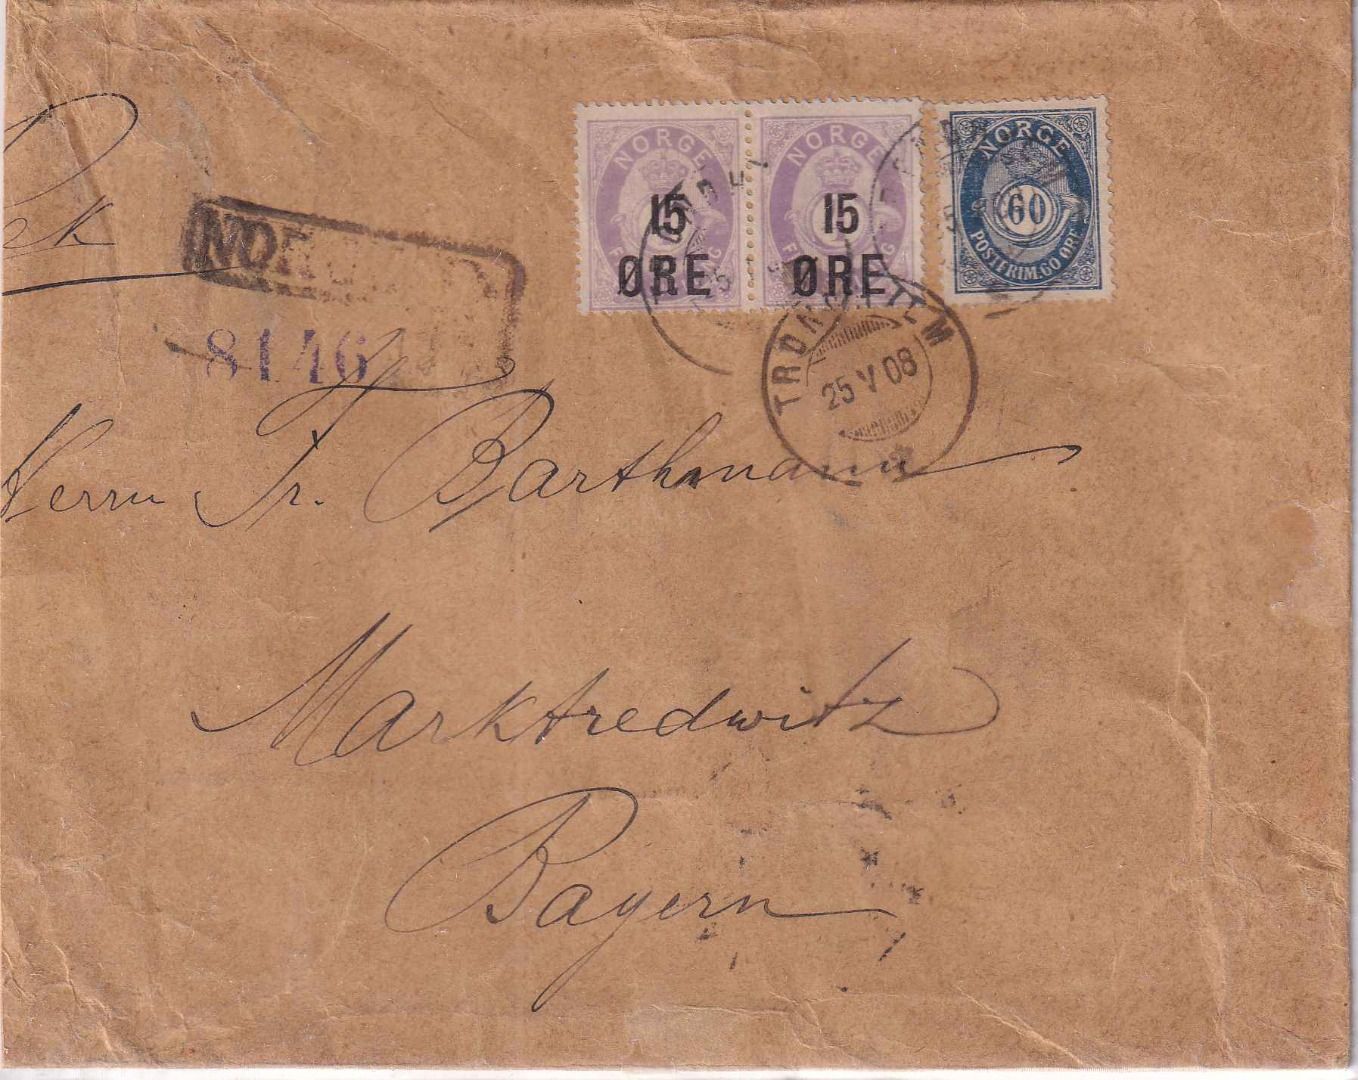 NORGE
15
ØRE
NORGE
15
ØRE
NORGE
60
POSTFRIM. 60 ØRE
TRONDHJEM
25 V 08
8146
Herrn Fr. Barthmann
Marktredwitz
Bayern